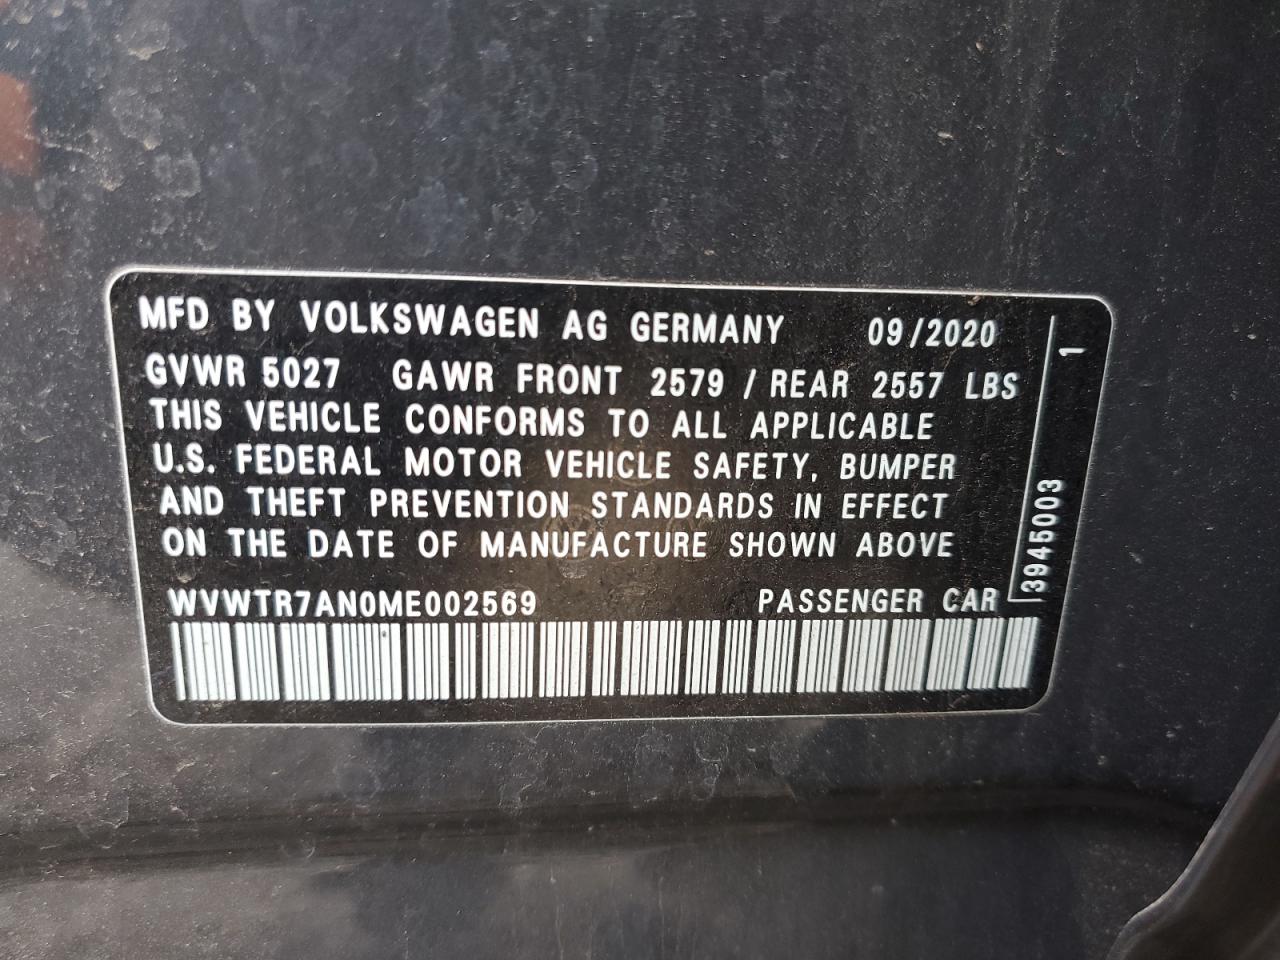 MFD BY VOLKSWAGEN AG GERMANY 09/2020
GVWR 5027 GAWR FRONT 2579 / REAR 2557 LBS
THIS VEHICLE CONFORMS TO ALL APPLICABLE
U.S. FEDERAL MOTOR VEHICLE SAFETY, BUMPER
AND THEFT PREVENTION STANDARDS IN EFFECT
ON THE DATE OF MANUFACTURE SHOWN ABOVE
WVWTR7AN0ME002569 PASSENGER CAR
3945003 1